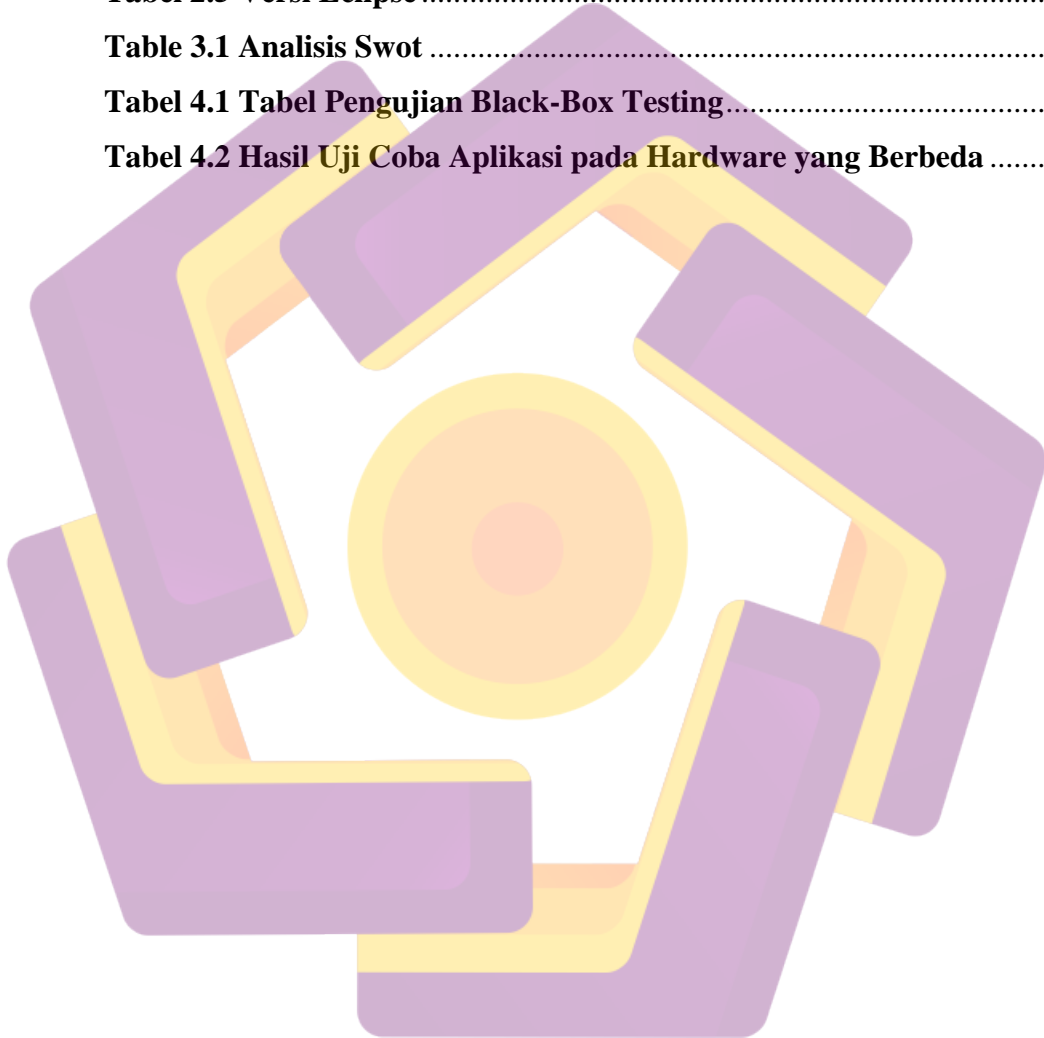 Table 3.1 Analisis Swot ....................................................................
Tabel 4.1 Tabel Pengujian Black-Box Testing...................................
Tabel 4.2 Hasil Uji Coba Aplikasi pada Hardware yang Berbeda .......